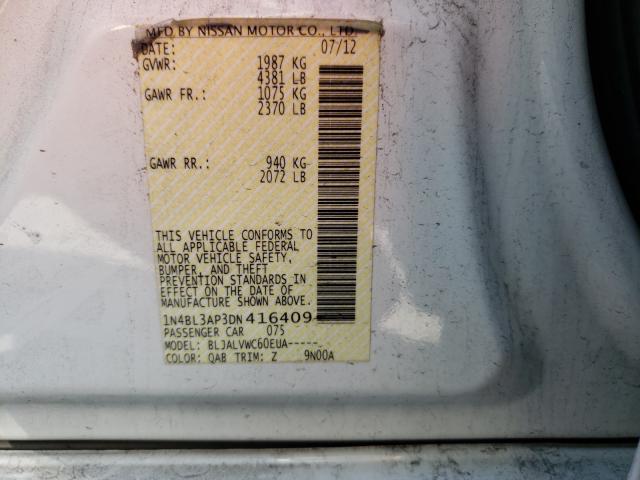 MFD BY NISSAN MOTOR CO., LTD.
DATE: 07/12
GVWR: 1987 KG
4381 LB
GAWR FR.: 1075 KG
2370 LB
GAWR RR.: 940 KG
2072 LB
THIS VEHICLE CONFORMS TO
ALL APPLICABLE FEDERAL
MOTOR VEHICLE SAFETY,
BUMPER, AND THEFT
PREVENTION STANDARDS IN
EFFECT ON THE DATE OF
MANUFACTURE SHOWN ABOVE.
1N4BL3AP3DN416409
PASSENGER CAR 075
MODEL: BLJALVWC60EUA-----
COLOR: QAB TRIM: Z 9N00A